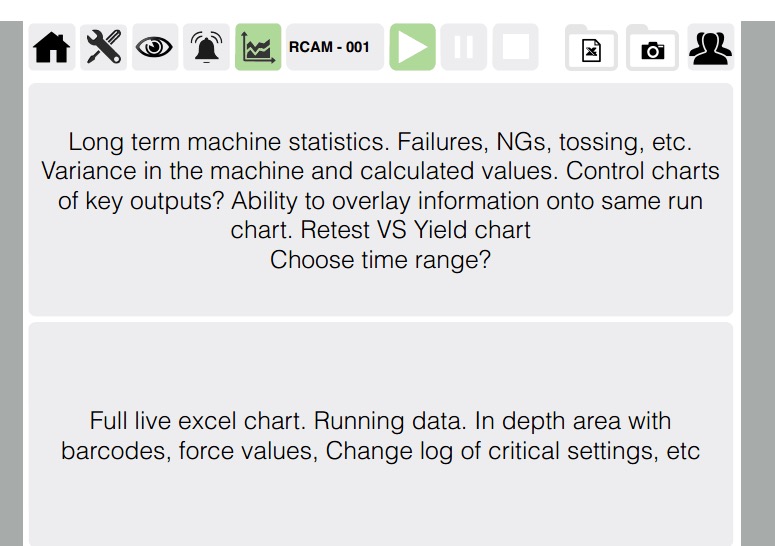 RCAM - 001
Long term machine statistics. Failures, NGs, tossing, etc.
Variance in the machine and calculated values. Control charts
of key outputs? Ability to overlay information onto same run
chart. Retest VS Yield chart
Choose time range?
Full live excel chart. Running data. In depth area with
barcodes, force values, Change log of critical settings, etc